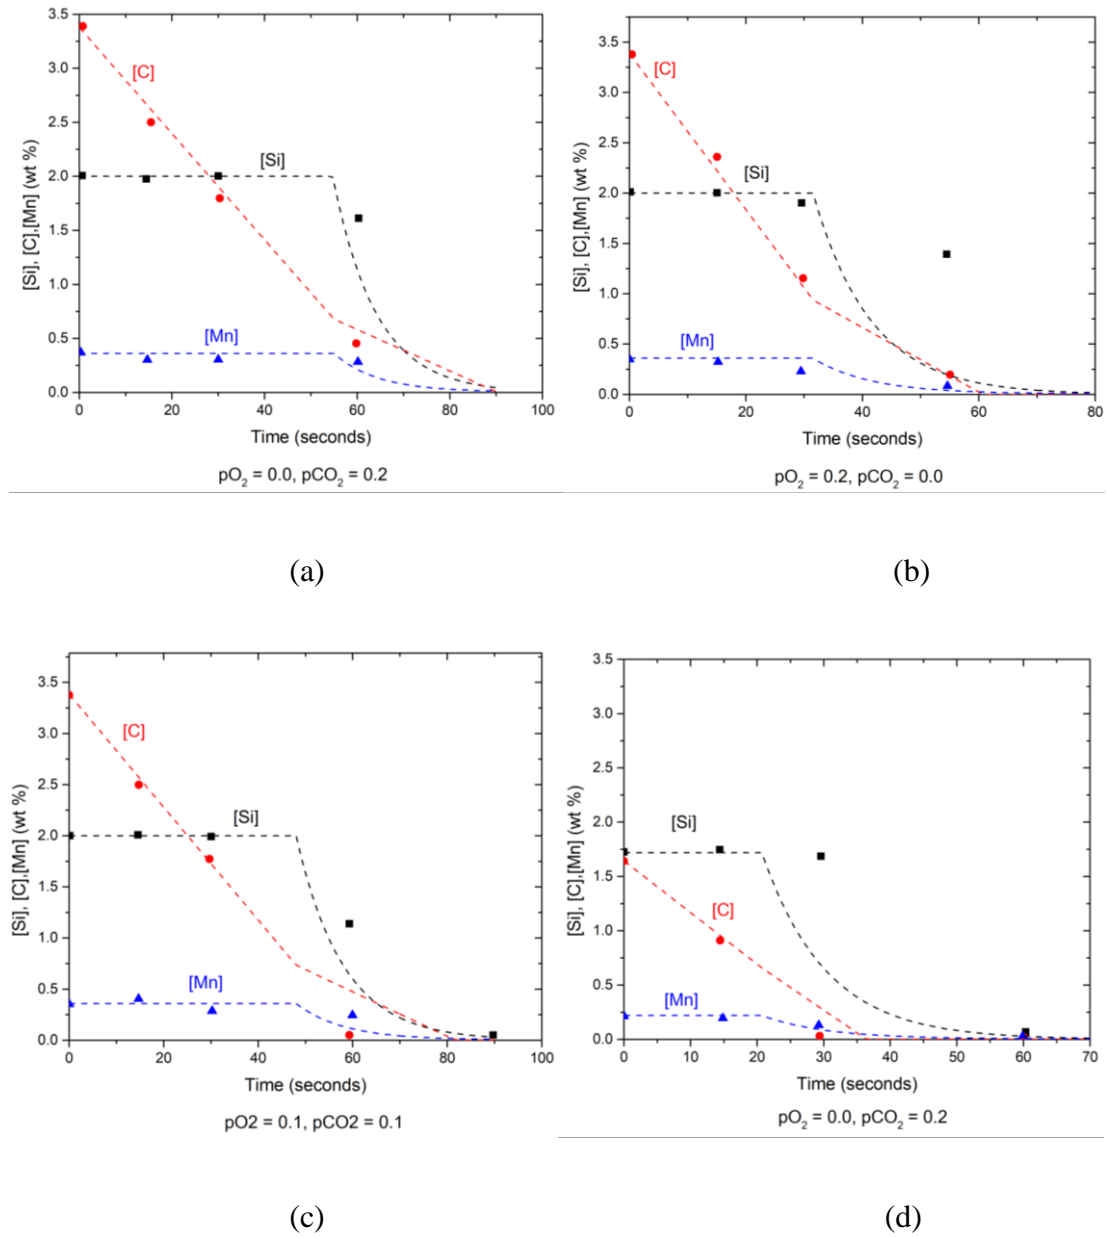 3.5
3.0
2.5
2.0
1.5
1.0
0.5
0.0
[Si], [C],[Mn] (wt %)
[C]
[Si]
[Mn]
0 20 40 60 80 100
Time (seconds)
pO₂ = 0.0, pCO₂ = 0.2
(a)
3.5
3.0
2.5
2.0
1.5
1.0
0.5
0.0
[Si], [C],[Mn] (wt %)
[C]
[Si]
[Mn]
0 20 40 60 80
Time (seconds)
pO₂ = 0.2, pCO₂ = 0.0
(b)
3.5
3.0
2.5
2.0
1.5
1.0
0.5
0.0
[Si], [C],[Mn] (wt %)
[C]
[Si]
[Mn]
0 20 40 60 80 100
Time (seconds)
pO2 = 0.1, pCO2 = 0.1
(c)
3.5
3.0
2.5
2.0
1.5
1.0
0.5
0.0
[Si], [C],[Mn] (wt %)
[Si]
[C]
[Mn]
0 10 20 30 40 50 60 70
Time (seconds)
pO₂ = 0.0, pCO₂ = 0.2
(d)